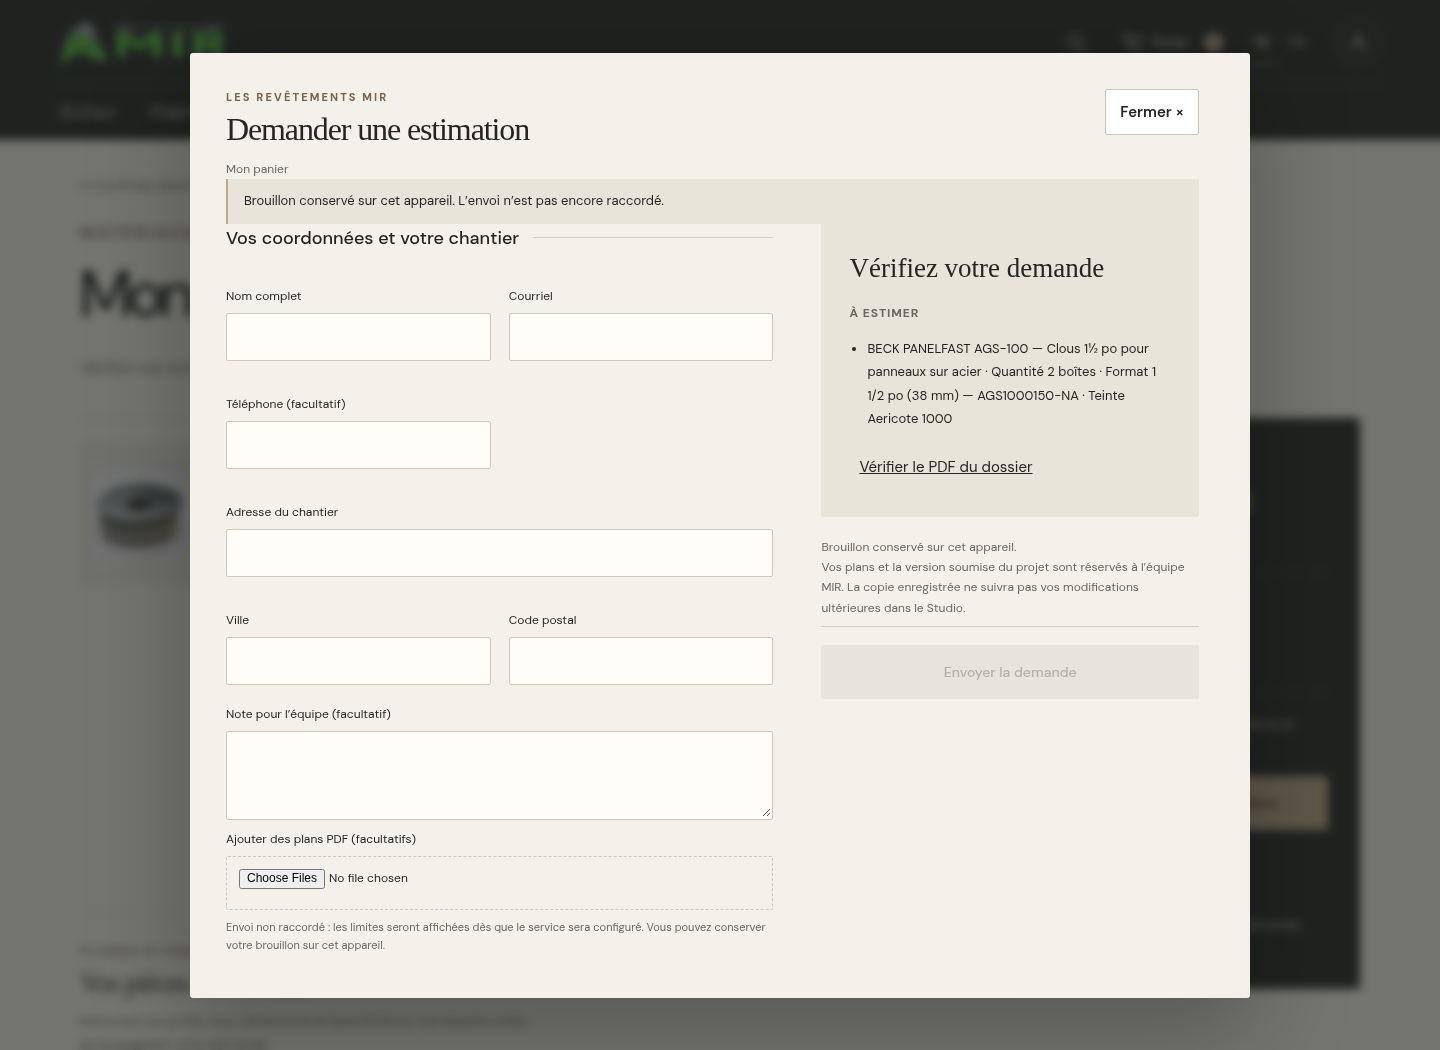 AMIR
LES REVÊTEMENTS MIR
Demander une estimation
Fermer ×
Mon panier
Brouillon conservé sur cet appareil. L’envoi n’est pas encore raccordé.
Vos coordonnées et votre chantier
Nom complet
Courriel
Téléphone (facultatif)
Adresse du chantier
Ville
Code postal
Note pour l’équipe (facultatif)
Ajouter des plans PDF (facultatifs)
Choose Files No file chosen
Envoi non raccordé : les limites seront affichées dès que le service sera configuré. Vous pouvez conserver
votre brouillon sur cet appareil.
Vérifiez votre demande
À ESTIMER
• BECK PANELFAST AGS-100 — Clous 1½ po pour
panneaux sur acier · Quantité 2 boîtes · Format 1
1/2 po (38 mm) — AGS1000150-NA · Teinte
Aericote 1000
Vérifier le PDF du dossier
Brouillon conservé sur cet appareil.
Vos plans et la version soumise du projet sont réservés à l’équipe
MIR. La copie enregistrée ne suivra pas vos modifications
ultérieures dans le Studio.
Envoyer la demande
Mon